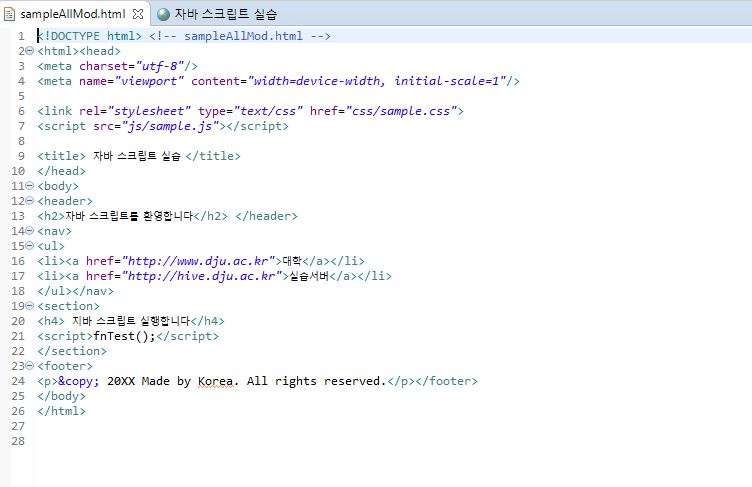 sampleAllMod.html 자바 스크립트 실습
1 <!DOCTYPE html> <!-- sampleAllMod.html -->
2 <html><head>
3 <meta charset="utf-8"/>
4 <meta name="viewport" content="width=device-width, initial-scale=1"/>
5
6 <link rel="stylesheet" type="text/css" href="css/sample.css">
7 <script src="js/sample.js"></script>
8
9 <title> 자바 스크립트 실습 </title>
10 </head>
11 <body>
12 <header>
13 <h2>자바 스크립트를 환영합니다</h2> </header>
14 <nav>
15 <ul>
16 <li><a href="http://www.dju.ac.kr">대학</a></li>
17 <li><a href="http://hive.dju.ac.kr">실습서버</a></li>
18 </ul></nav>
19 <section>
20 <h4> 지바 스크립트 실행합니다</h4>
21 <script>fnTest();</script>
22 </section>
23 <footer>
24 <p>&copy; 20XX Made by Korea. All rights reserved.</p></footer>
25 </body>
26 </html>
27
28